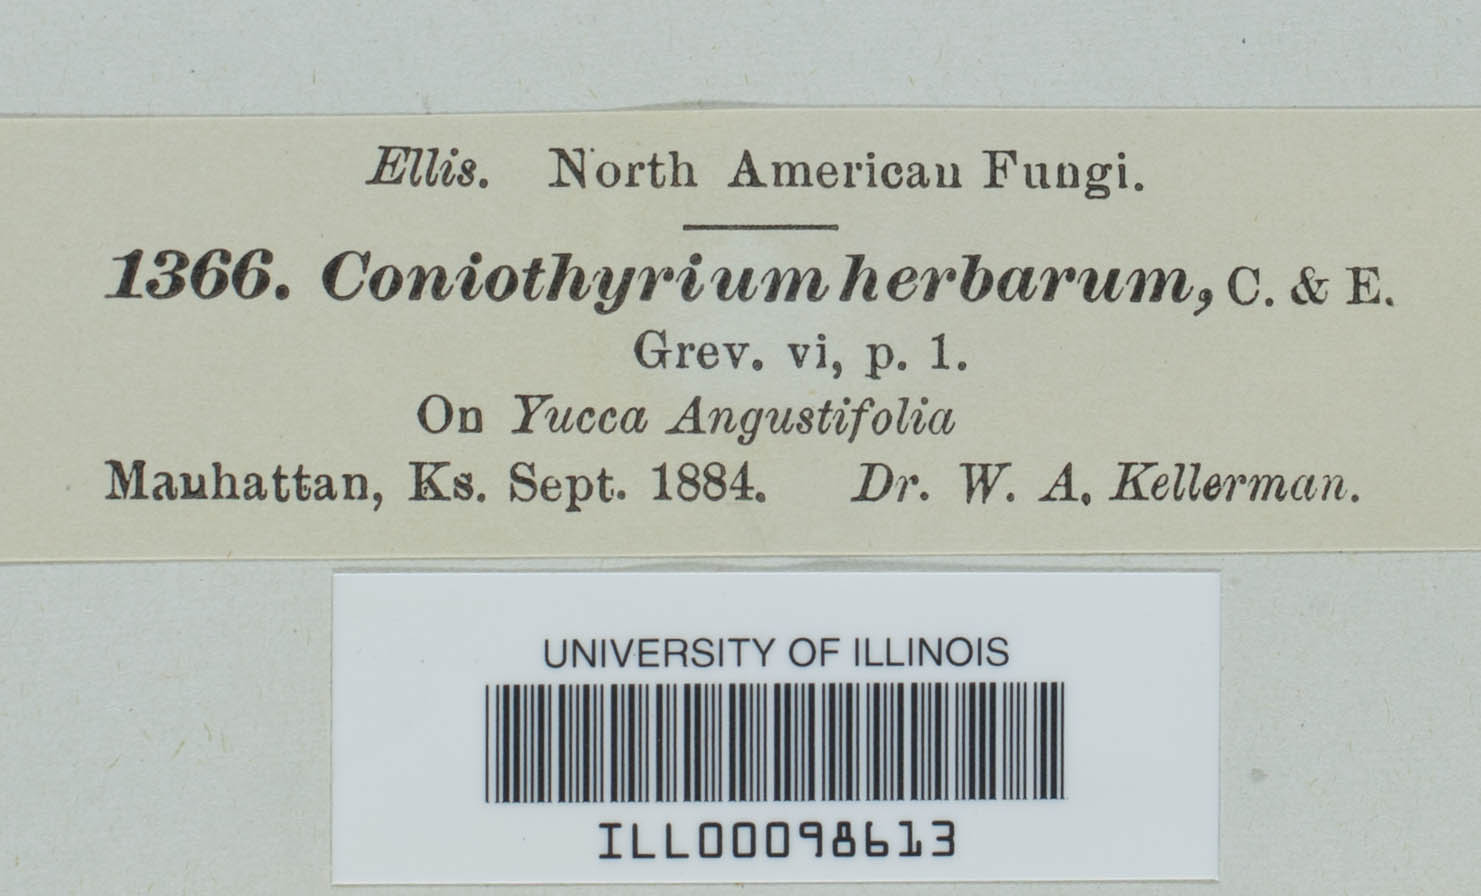 Ellis. North American Fungi.
1366. Coniothyrium herbarum, C. & E.
Grev. vi, p. 1.
On Yucca Angustifolia
Manhattan, Ks. Sept. 1884. Dr. W. A. Kellerman.
UNIVERSITY OF ILLINOIS
ILL00098613